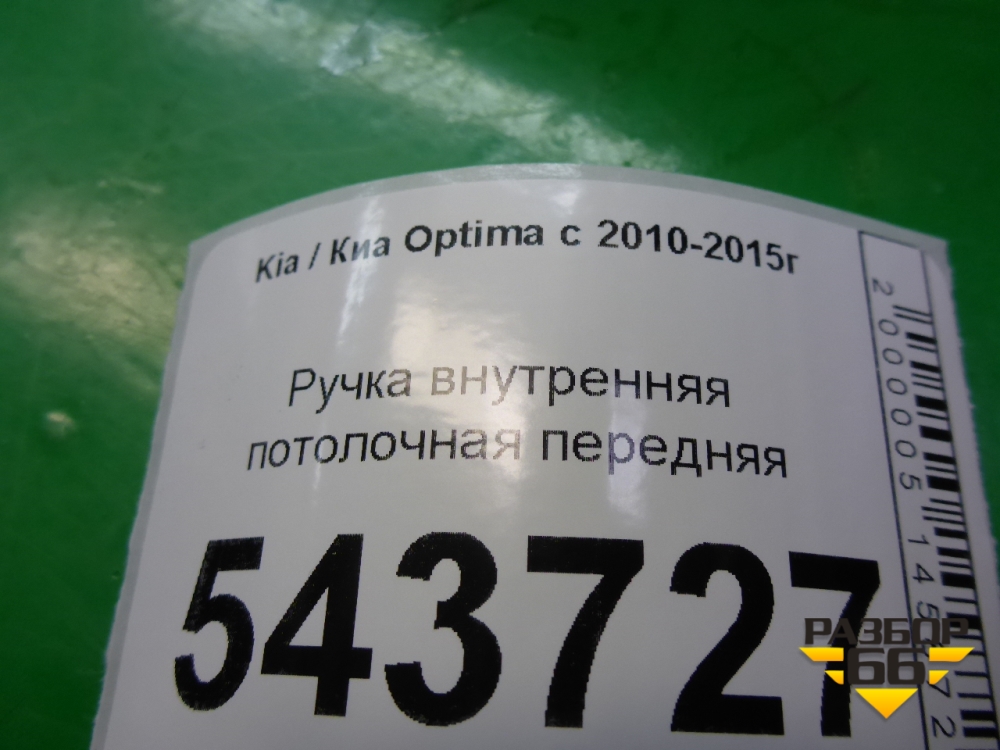 Kia / Киа Optima с 2010-2015г
Ручка внутренняя
потолочная передняя
543727
РАЗБОР
66